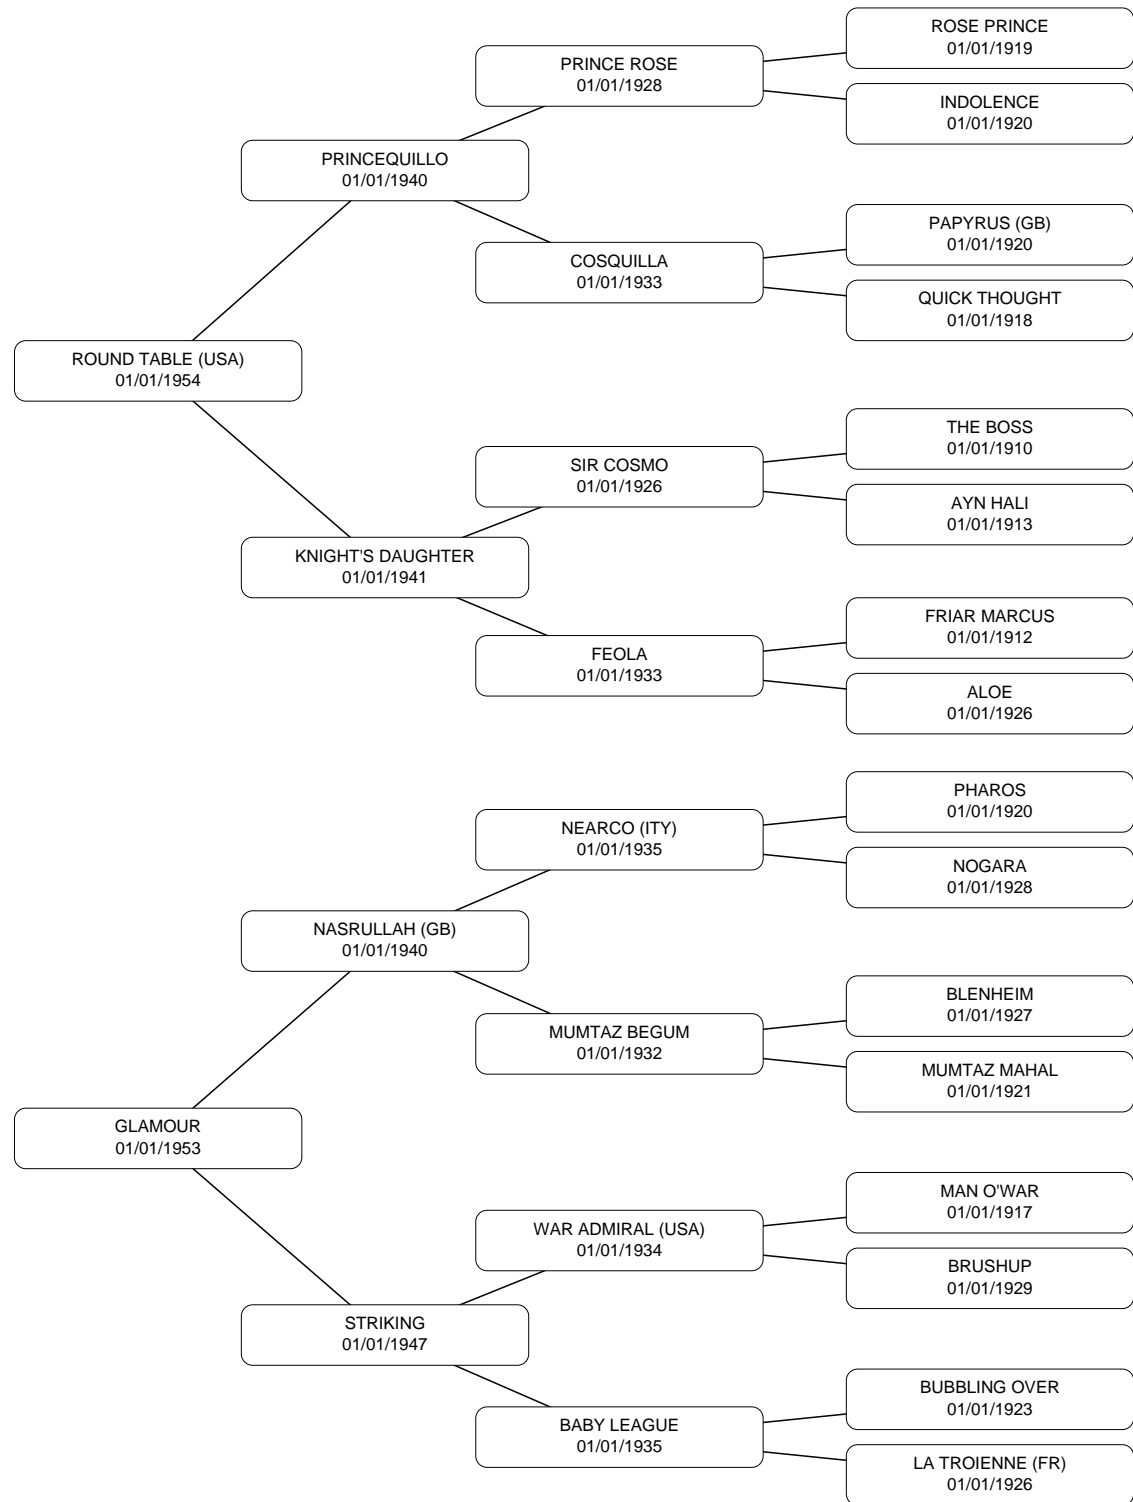 ROSE PRINCE
01/01/1919
PRINCE ROSE
01/01/1928
INDOLENCE
01/01/1920
PRINCEQUILLO
01/01/1940
PAPYRUS (GB)
01/01/1920
COSQUILLA
01/01/1933
QUICK THOUGHT
01/01/1918
ROUND TABLE (USA)
01/01/1954
THE BOSS
01/01/1910
SIR COSMO
01/01/1926
AYN HALI
01/01/1913
KNIGHT'S DAUGHTER
01/01/1941
FRIAR MARCUS
01/01/1912
FEOLA
01/01/1933
ALOE
01/01/1926
PHAROS
01/01/1920
NEARCO (ITY)
01/01/1935
NOGARA
01/01/1928
NASRULLAH (GB)
01/01/1940
BLENHEIM
01/01/1927
MUMTAZ BEGUM
01/01/1932
MUMTAZ MAHAL
01/01/1921
GLAMOUR
01/01/1953
MAN O'WAR
01/01/1917
WAR ADMIRAL (USA)
01/01/1934
BRUSHUP
01/01/1929
STRIKING
01/01/1947
BUBBLING OVER
01/01/1923
BABY LEAGUE
01/01/1935
LA TROIENNE (FR)
01/01/1926